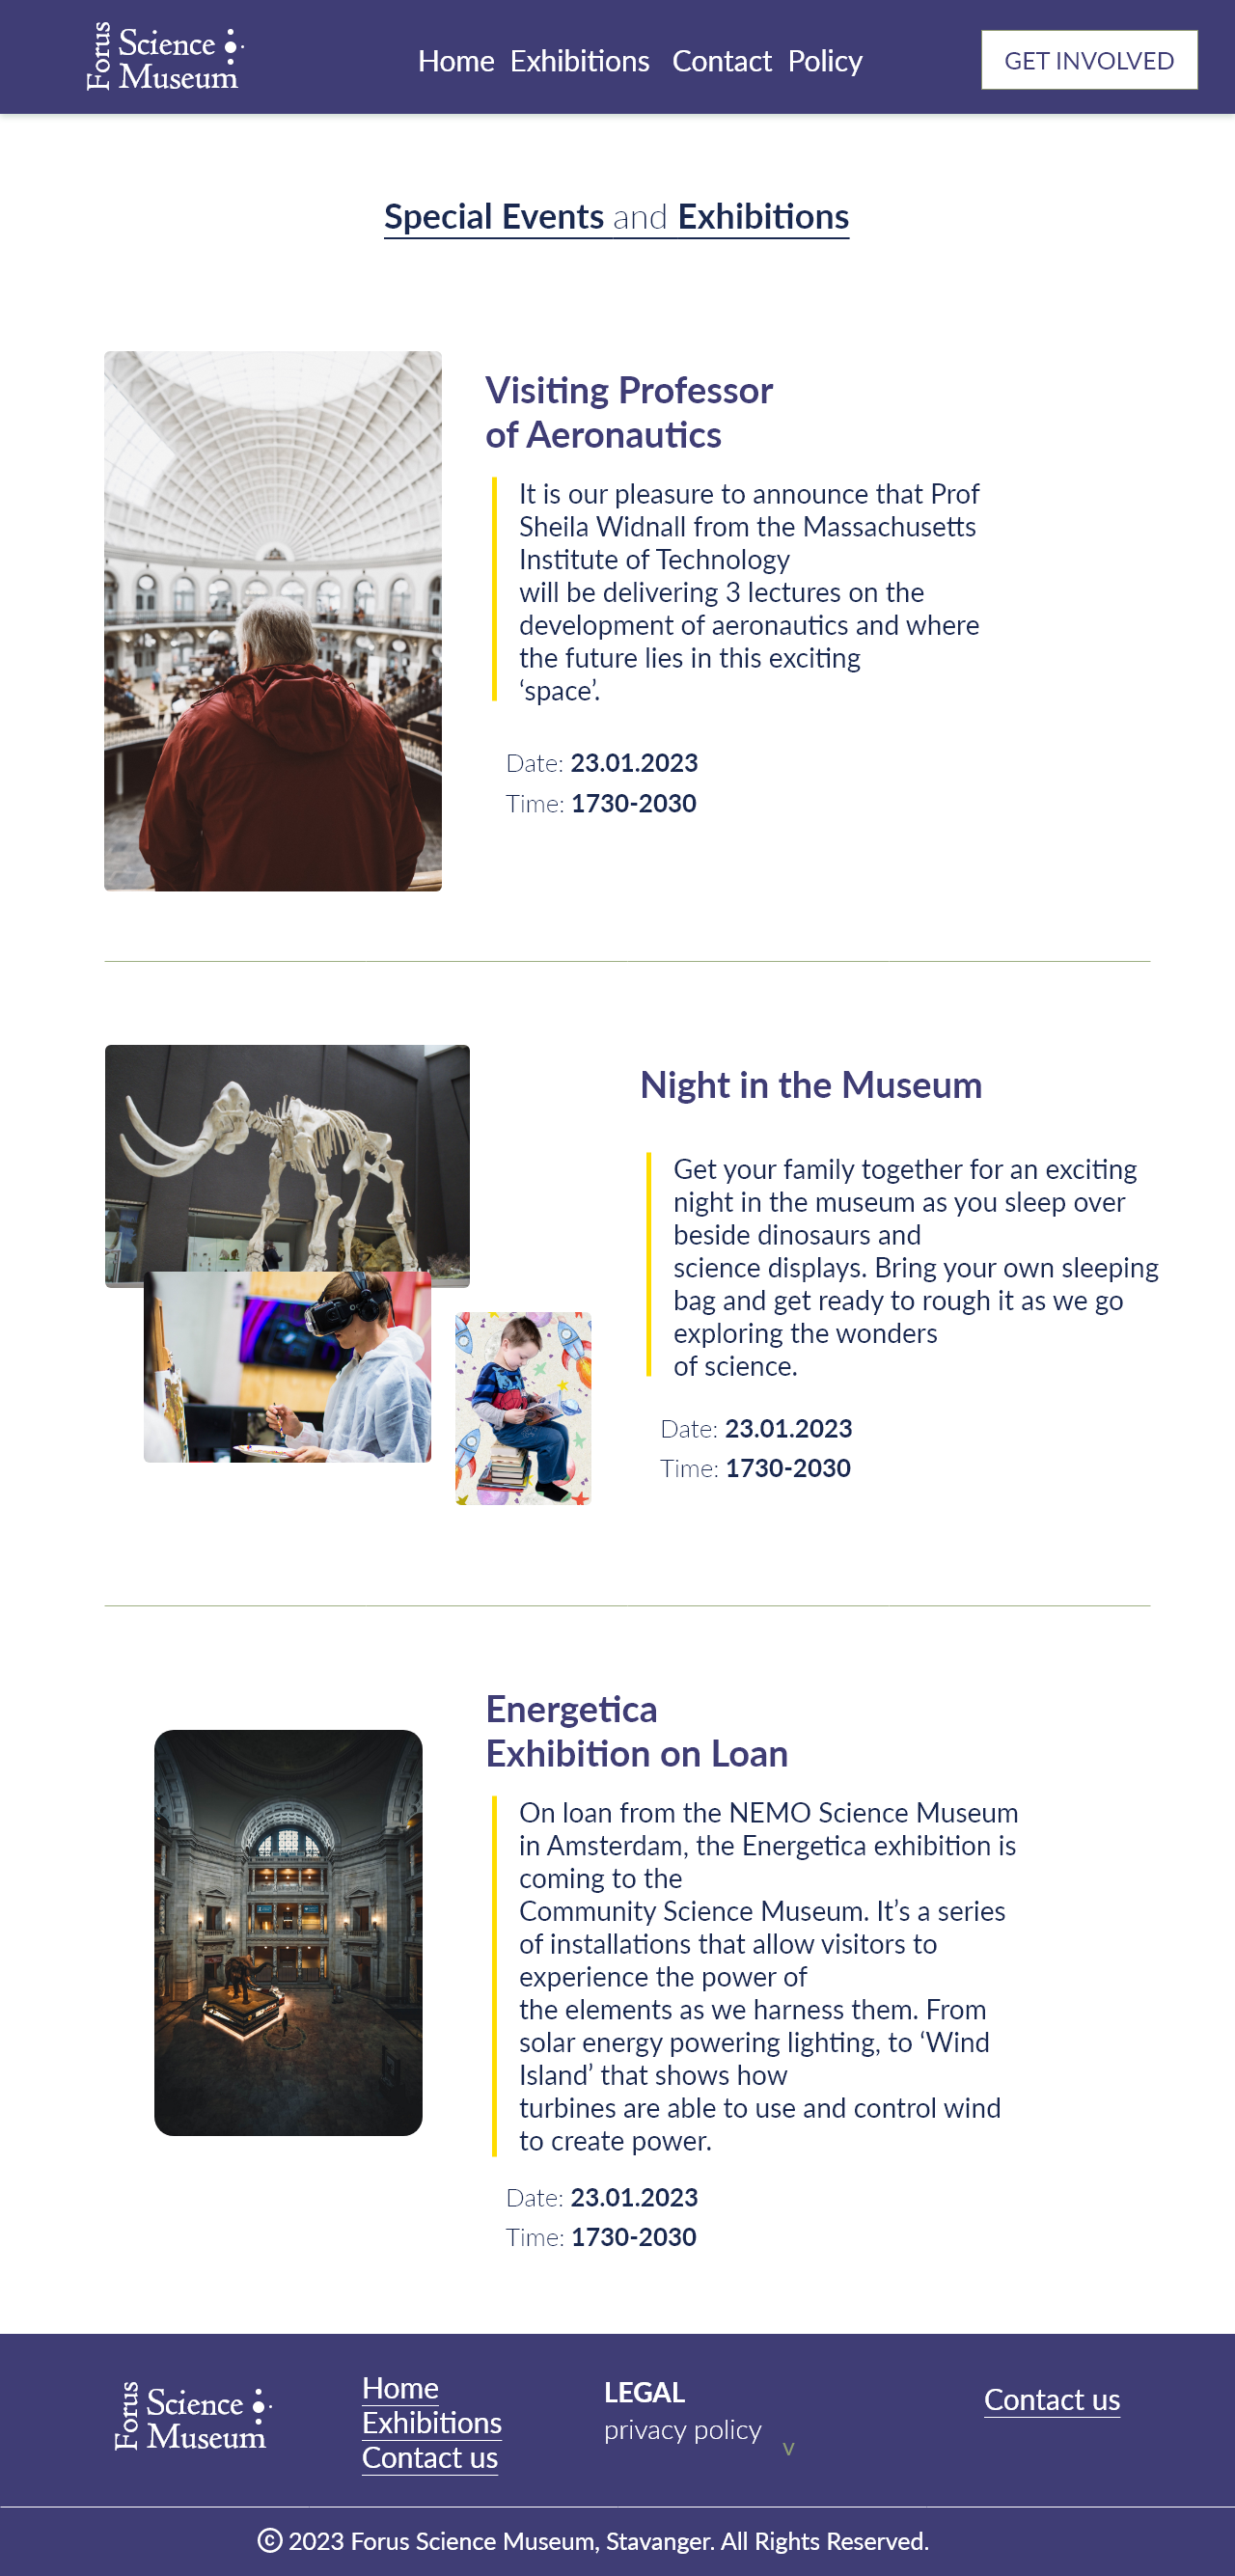 Forus
Science
Museum
Home Exhibitions Contact Policy
GET INVOLVED
Special Events and Exhibitions
Visiting Professor
of Aeronautics
It is our pleasure to announce that Prof
Sheila Widnall from the Massachusetts
Institute of Technology
will be delivering 3 lectures on the
development of aeronautics and where
the future lies in this exciting
‘space’.
Date: 23.01.2023
Time: 1730-2030
Night in the Museum
Get your family together for an exciting
night in the museum as you sleep over
beside dinosaurs and
science displays. Bring your own sleeping
bag and get ready to rough it as we go
exploring the wonders
of science.
Date: 23.01.2023
Time: 1730-2030
Energetica
Exhibition on Loan
On loan from the NEMO Science Museum
in Amsterdam, the Energetica exhibition is
coming to the
Community Science Museum. It’s a series
of installations that allow visitors to
experience the power of
the elements as we harness them. From
solar energy powering lighting, to ‘Wind
Island’ that shows how
turbines are able to use and control wind
to create power.
Date: 23.01.2023
Time: 1730-2030
Forus
Science
Museum
Home
Exhibitions
Contact us
LEGAL
privacy policy
v
Contact us
© 2023 Forus Science Museum, Stavanger. All Rights Reserved.